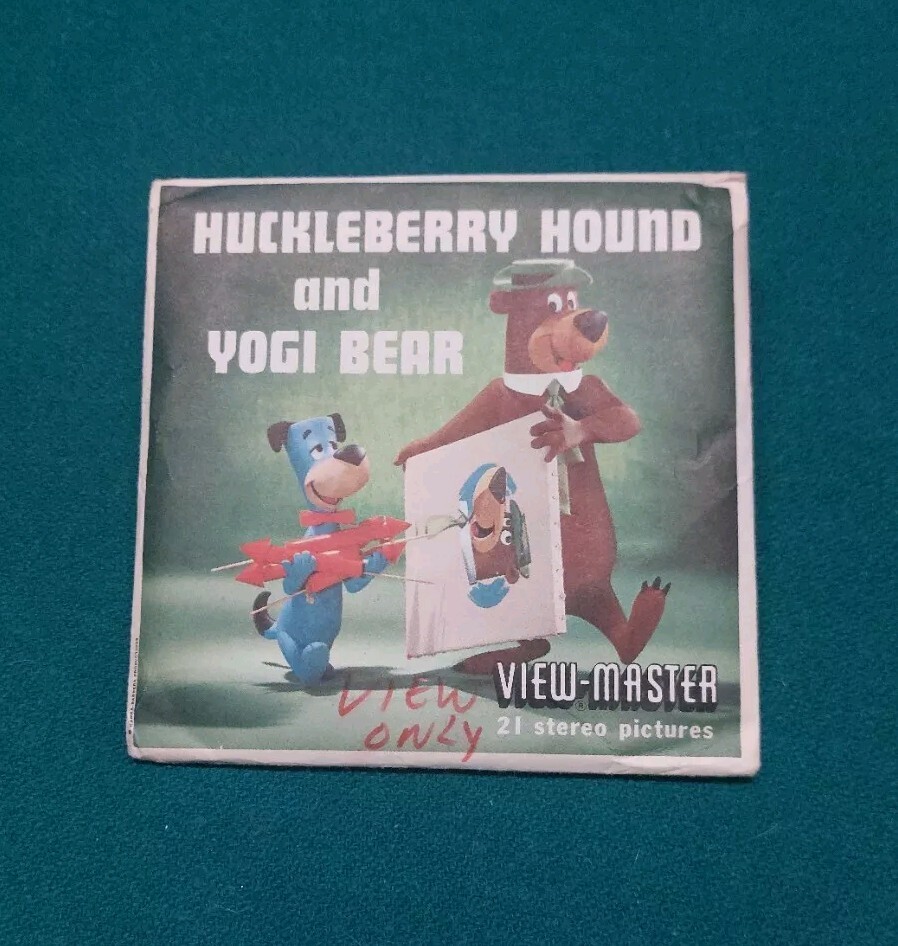 HUCKLEBERRY HOUND
and
YOGI BEAR
VIEW-MASTER
®
21 stereo pictures
VIEW
ONLY